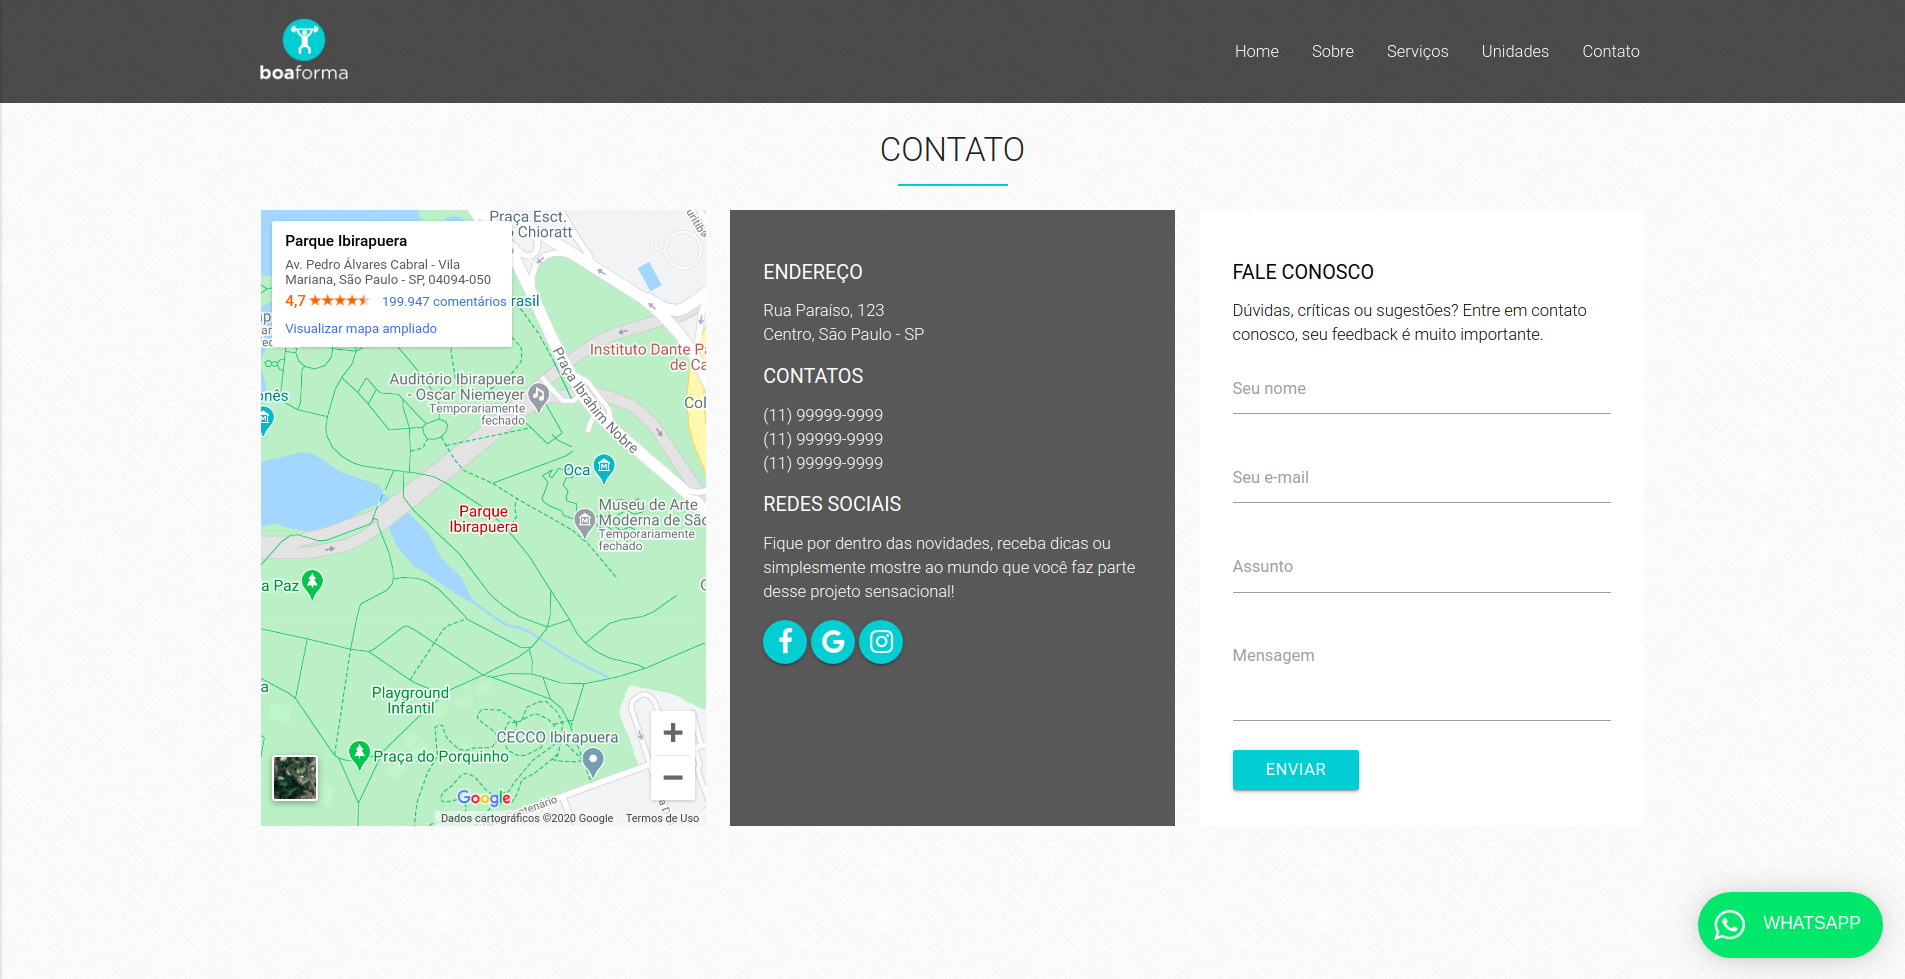 boaforma
Home
Sobre
Serviços
Unidades
Contato
CONTATO
Parque Ibirapuera
Av. Pedro Álvares Cabral - Vila
Mariana, São Paulo - SP, 04094-050
4,7
199.947 comentários
Visualizar mapa ampliado
Praça Esct.
Chioratt
rasil
Instituto Dante Pa
de Ca
Praça Ibrahim Nobre
Auditório Ibirapuera
- Oscar Niemeyer
Temporariamente
fechado
Col
onês
Oca
Museu de Arte
Moderna de São
Temporariamente
fechado
Parque
Ibirapuera
a Paz
Playground
Infantil
CECCO Ibirapuera
Praça do Porquinho
Google
tenário
Dados cartográficos ©2020 Google
Termos de Uso
ENDEREÇO
Rua Paraíso, 123
Centro, São Paulo - SP
CONTATOS
(11) 99999-9999
(11) 99999-9999
(11) 99999-9999
REDES SOCIAIS
Fique por dentro das novidades, receba dicas ou
simplesmente mostre ao mundo que você faz parte
desse projeto sensacional!
FALE CONOSCO
Dúvidas, críticas ou sugestões? Entre em contato
conosco, seu feedback é muito importante.
Seu nome
Seu e-mail
Assunto
Mensagem
ENVIAR
WHATSAPP